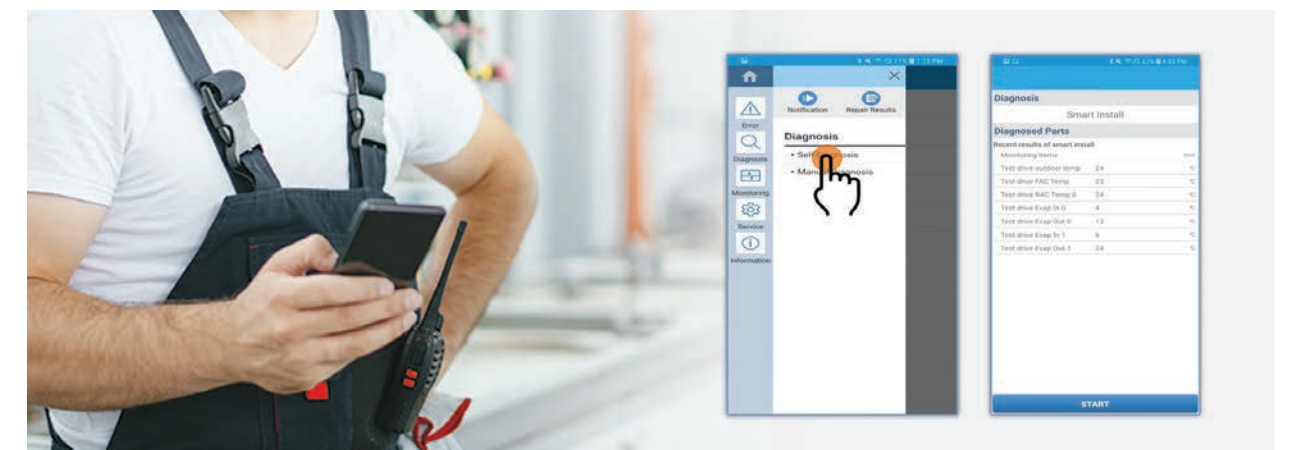 Notification Repair Results
Error
Diagnosis
Diagnosis
• Self
• Man
Monitoring
Service
Information
Diagnosis
Smart Install
Diagnosed Parts
Recent results of smart install
Monitoring Items Unit
Test drive outdoor temp 24 °C
Test drive FAC Temp °C
Test drive RAC Temp 0 24 °C
Test drive Evap In 0 4 °C
Test drive Evap Out 0 13 °C
Test drive Evap In 1 6 °C
Test drive Evap Out 1 24 °C
START